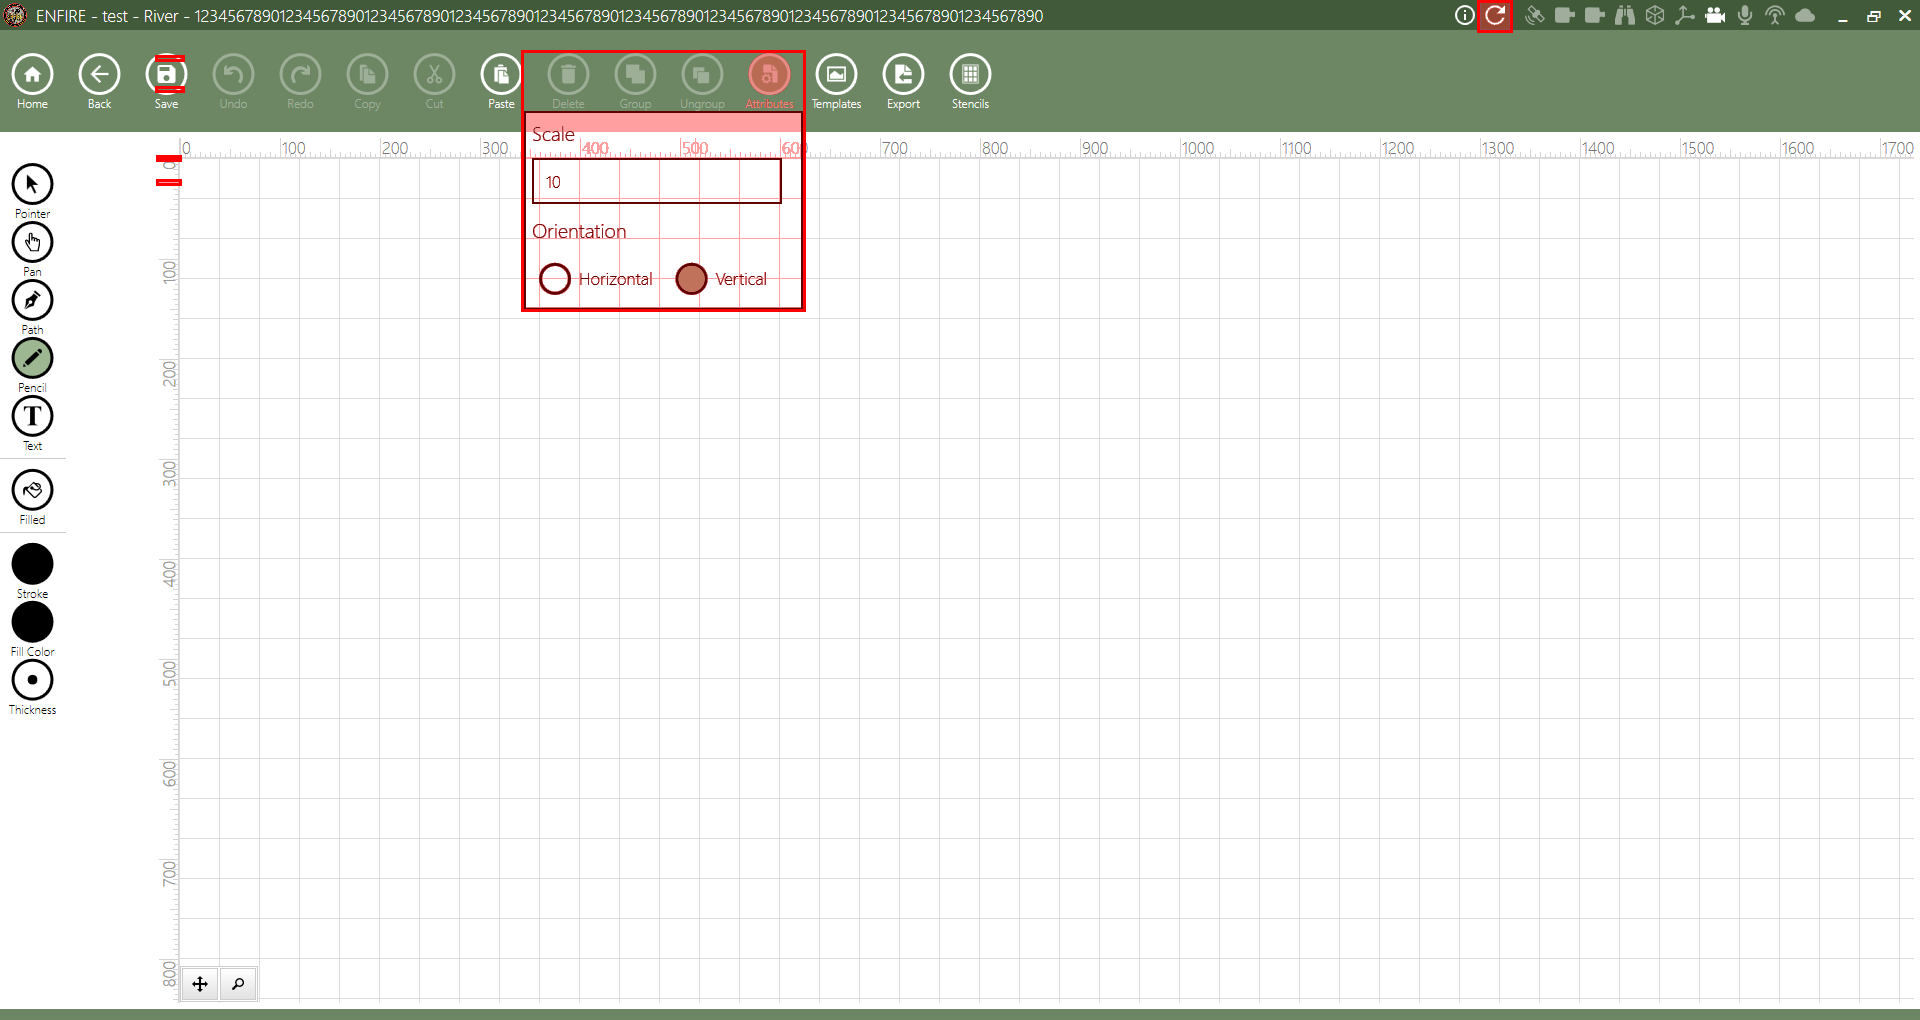 ENFIRE - test - River - 1234567890123456789012345678901234567890123456789012345678901234567890123456789012345678901234567890
Home Back Save Undo Redo Copy Cut Paste Delete Group Ungroup Attributes Templates Export Stencils
Scale
0 100 200 300 400 500 600 700 800 900 1000 1100 1200 1300 1400 1500 1600 1700
0
10
Pointer
Orientation
Pan
100
Horizontal Vertical
Path
200
Pencil
T
Text
300
Filled
400
Stroke
Fill Color
500
Thickness
600
700
800